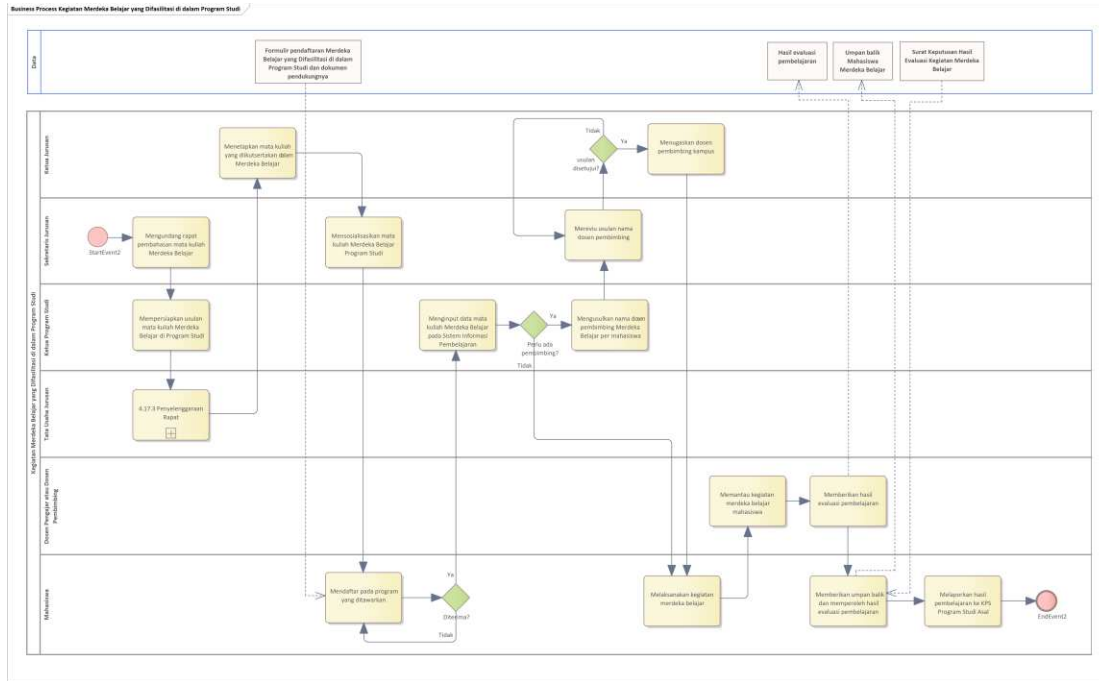 Business Process Kegiatan Merdeka Belajar yang Difasilitasi di dalam Program Studi
Data
Formulir pendaftaran Merdeka
Belajar yang Difasilitasi di dalam
Program Studi dan dokumen
pendukungnya
Hasil evaluasi
pembelajaran
Umpan balik
Mahasiswa
Merdeka Belajar
Surat Keputusan Hasil
Evaluasi Kegiatan Merdeka
Belajar
Kegiatan Merdeka Belajar yang Difasilitasi di dalam Program Studi
Ketua Jurusan
Menetapkan mata kuliah
yang diikutsertakan dalam
Merdeka Belajar
Tidak
usulan
disetujui?
Ya
Menugaskan dosen
pembimbing kampus
Sekretaris Jurusan
StartEvent2
Mengundang rapat
pembahasan mata kuliah
Merdeka Belajar
Mensosialisasikan mata
kuliah Merdeka Belajar
Program Studi
Mereviu usulan nama
dosen pembimbing
Ketua Program Studi
Mempersiapkan usulan
mata kuliah Merdeka
Belajar di Program Studi
Menginput data mata
kuliah Merdeka Belajar
pada Sistem Informasi
Pembelajaran
Perlu ada
pembimbing?
Ya
Tidak
Mengusulkan nama dosen
pembimbing Merdeka
Belajar per mahasiswa
Tata Usaha Jurusan
4.17.3 Penyelenggaraan
Rapat
Dosen Pengajar atau Dosen
Pembimbing
Memantau kegiatan
merdeka belajar
mahasiswa
Memberikan hasil
evaluasi pembelajaran
Mahasiswa
Mendaftar pada program
yang ditawarkan
Ya
Diterima?
Tidak
Melaksanakan kegiatan
merdeka belajar
Memberikan umpan balik
dan memperoleh hasil
evaluasi pembelajaran
Melaporkan hasil
pembelajaran ke KPS
Program Studi Asal
EndEvent2